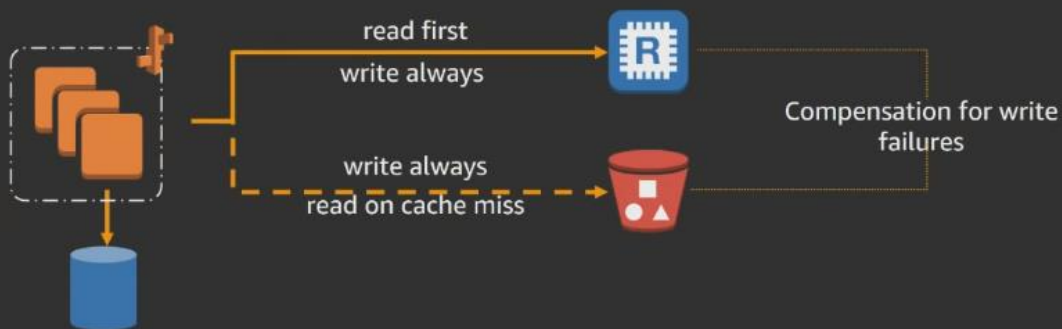 read first
write always
R
Compensation for write
failures
write always
read on cache miss